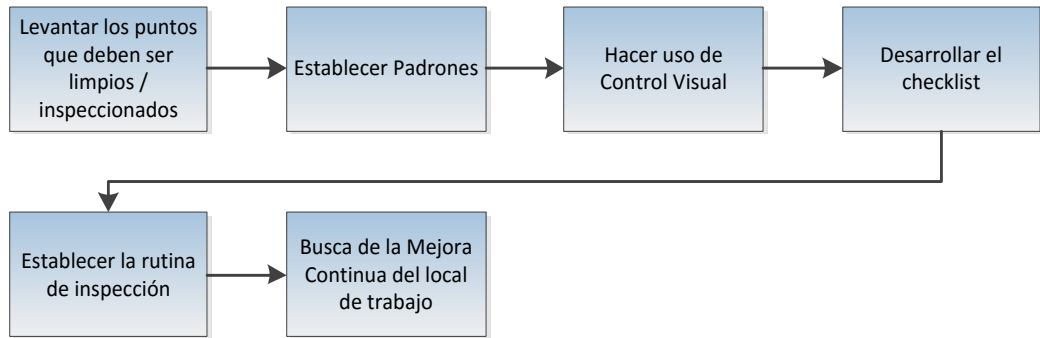 Levantar los puntos
que deben ser
limpios /
inspeccionados
Establecer Padrones
Hacer uso de
Control Visual
Desarrollar el
checklist
Establecer la rutina
de inspección
Busca de la Mejora
Continua del local
de trabajo